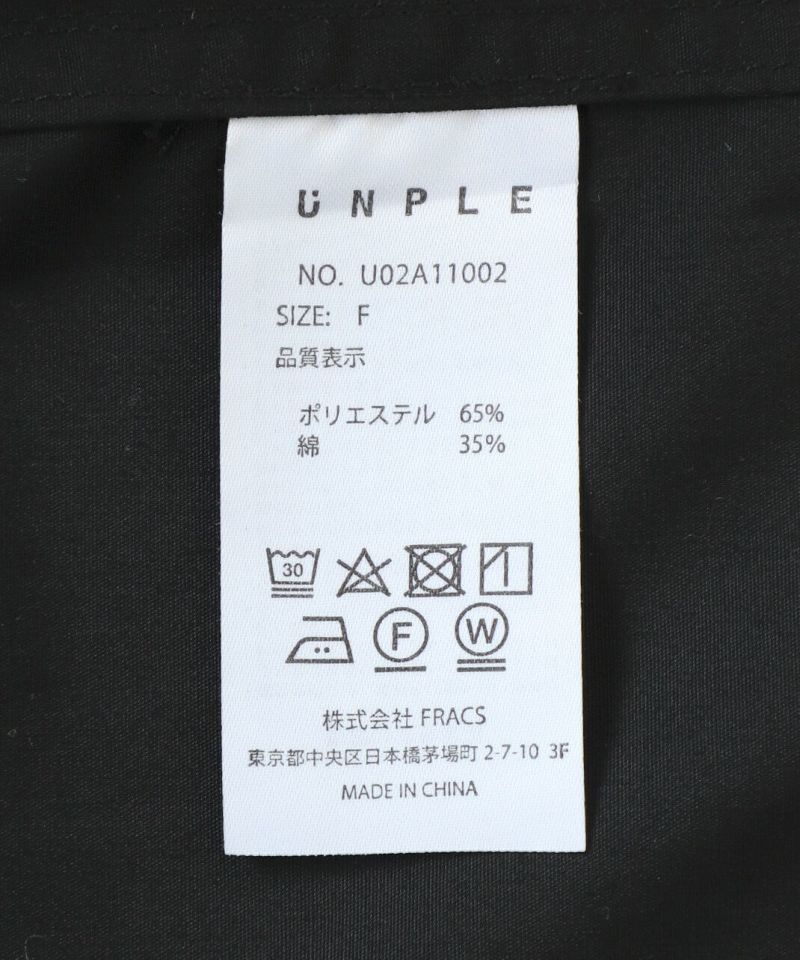 ÜNPLE
NO. U02A11002
SIZE: F
品質表示
ポリエステル 65%
綿 35%
30
F W
株式会社 FRACS
東京都中央区日本橋茅場町 2-7-10 3F
MADE IN CHINA